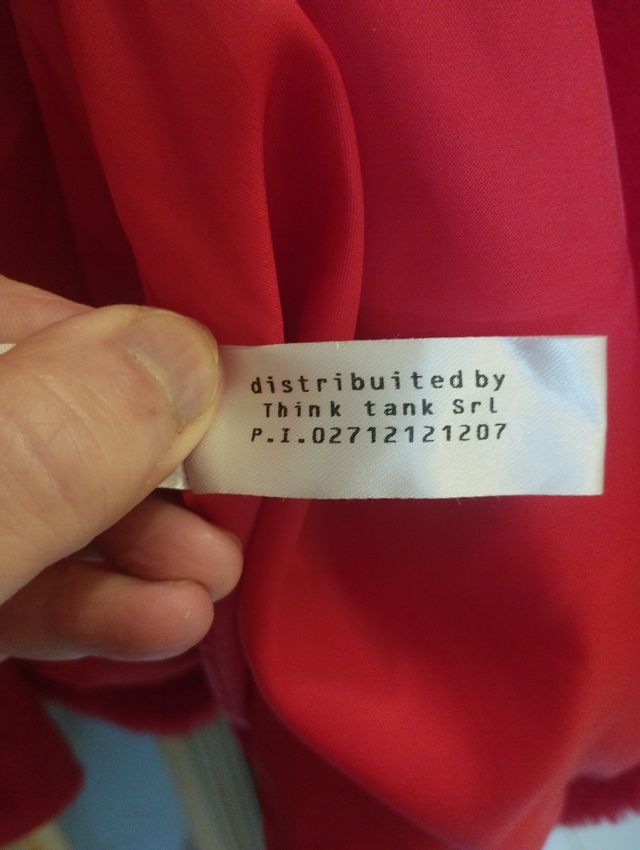 distribuited by
Think tank Srl
P.I.02712121207